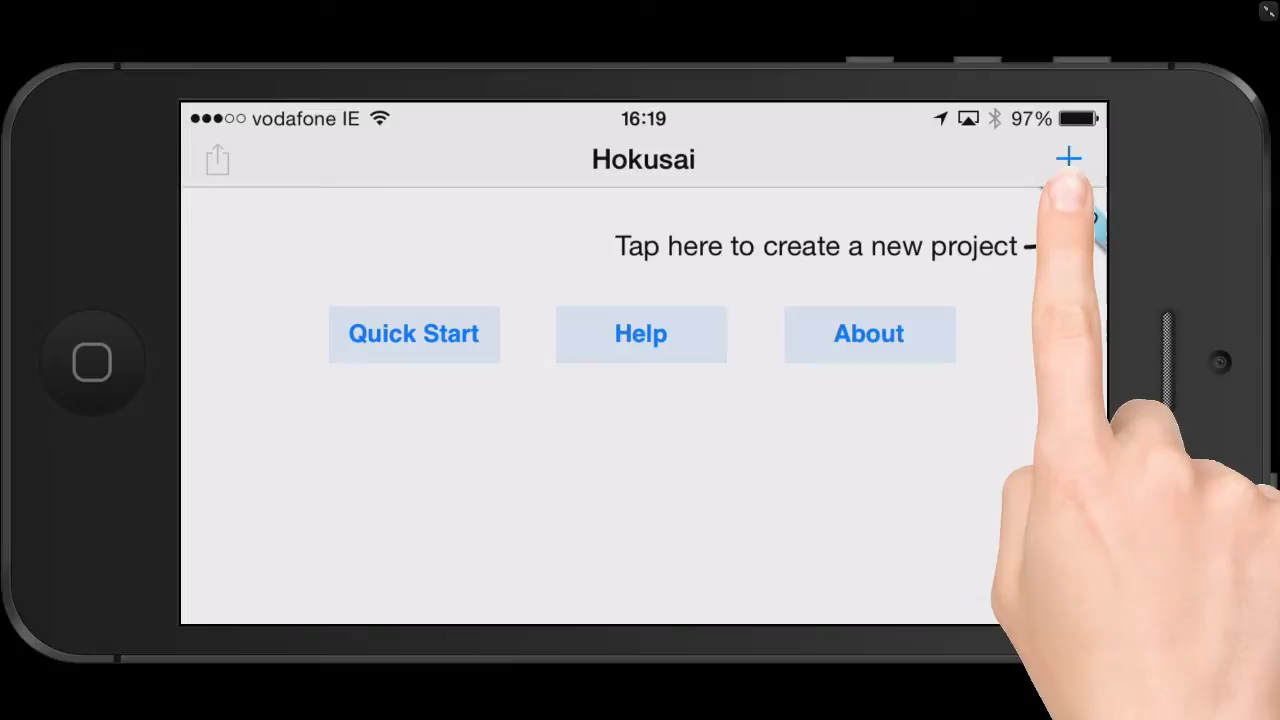 vodafone IE 16:19 97%
Hokusai
Tap here to create a new project
Quick Start Help About